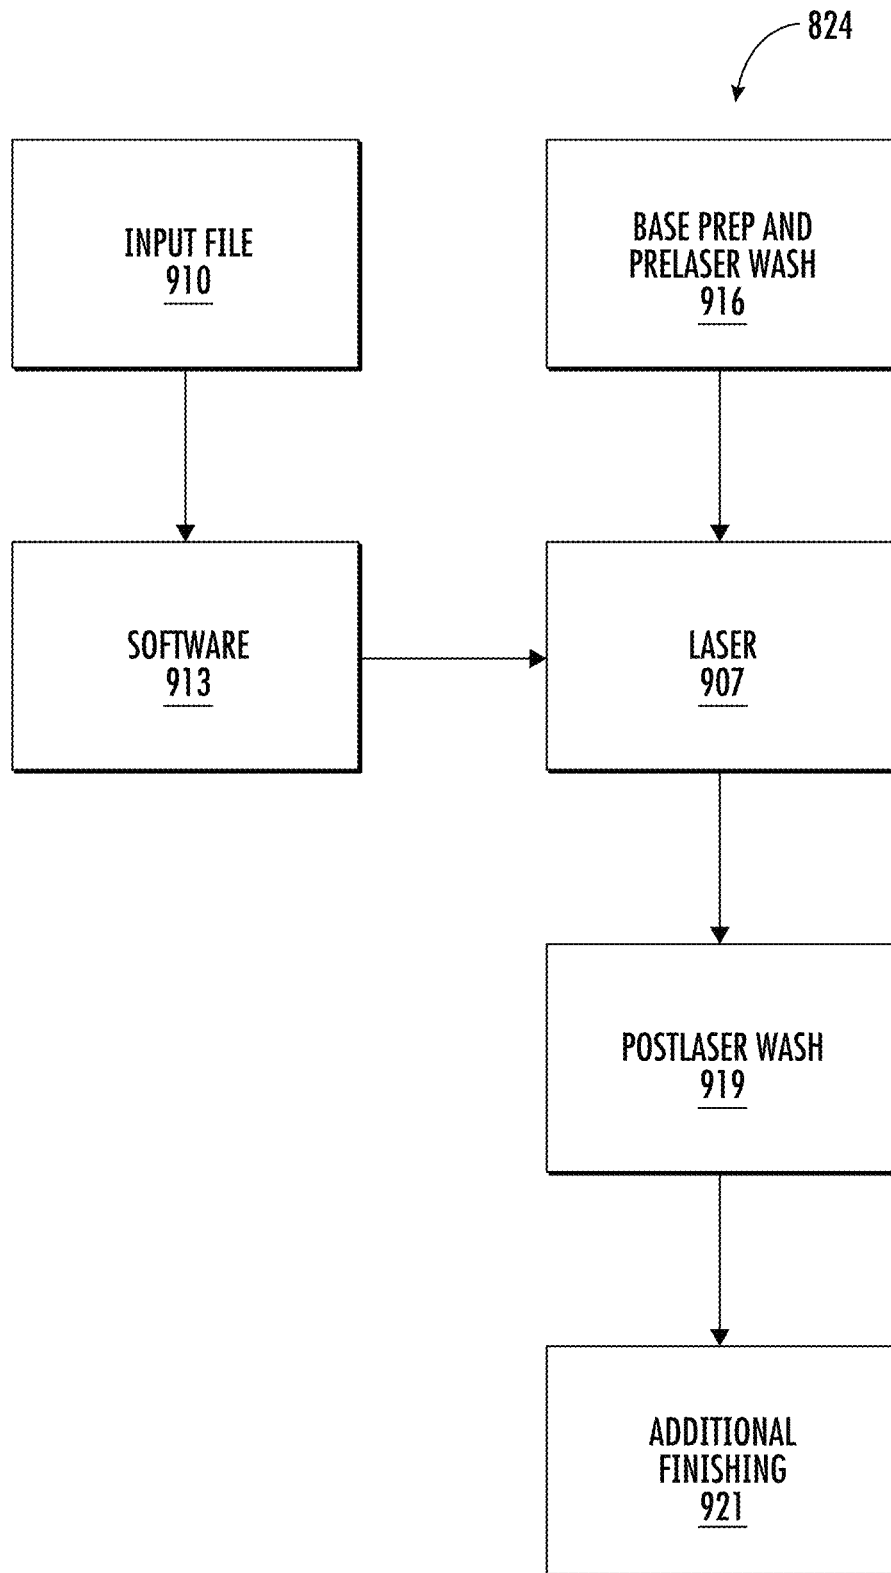 824
INPUT FILE
910
BASE PREP AND
PRELASER WASH
916
SOFTWARE
913
LASER
907
POSTLASER WASH
919
ADDITIONAL
FINISHING
921